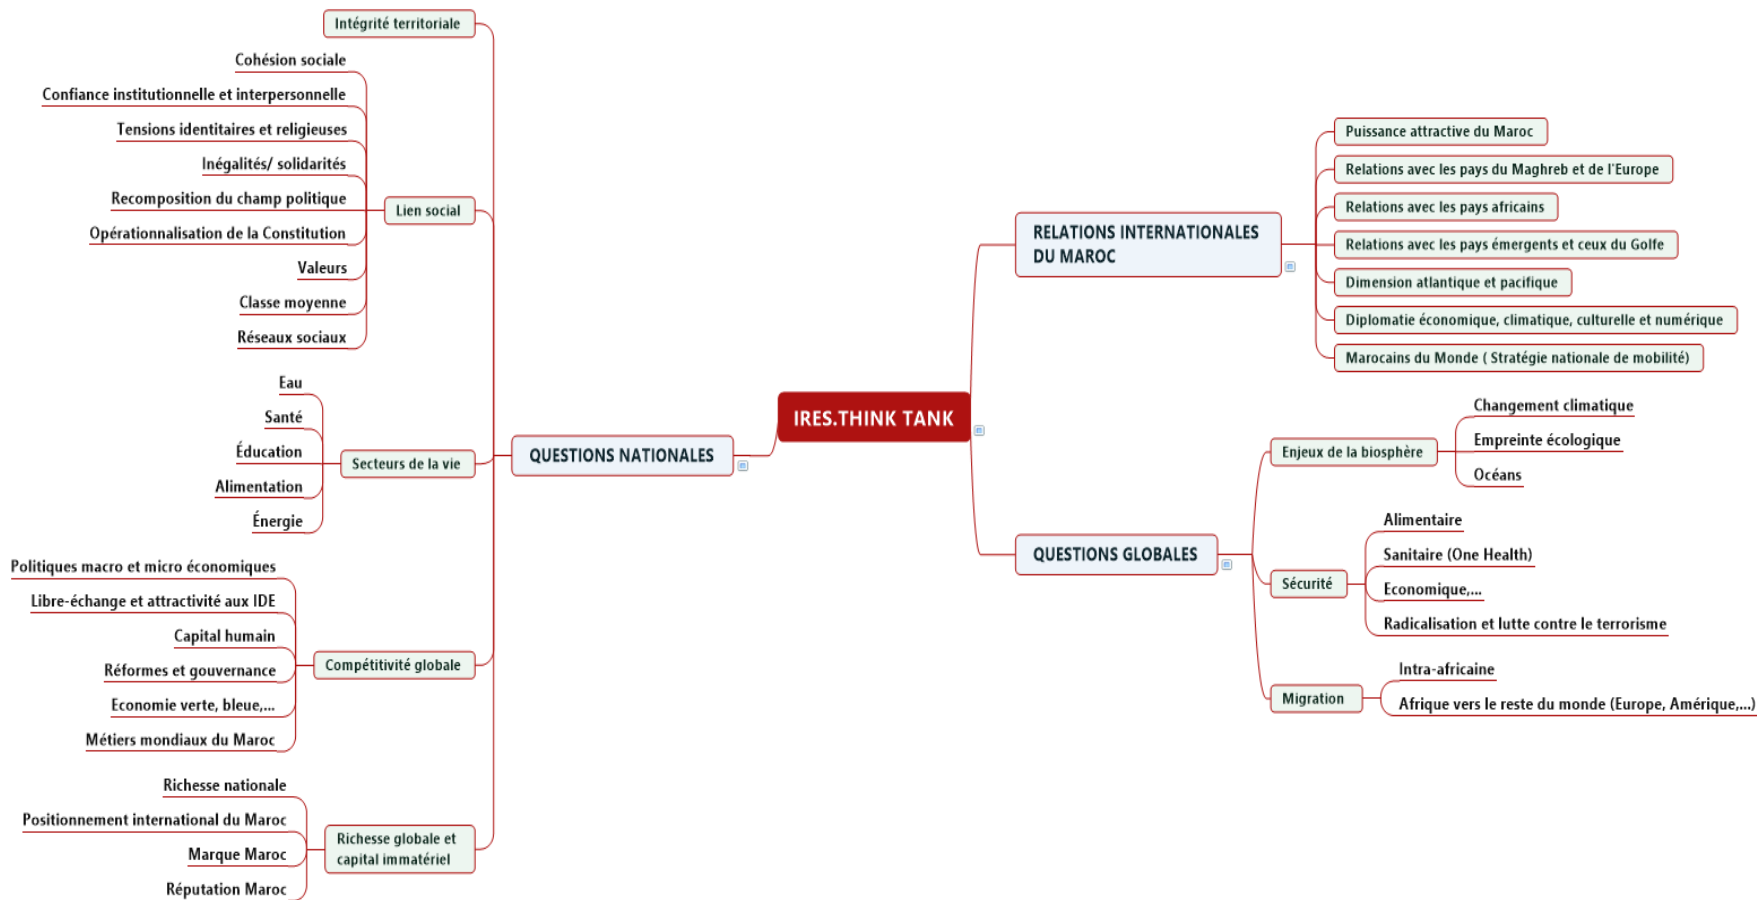 IRES.THINK TANK
QUESTIONS NATIONALES
Intégrité territoriale
Lien social
Cohésion sociale
Confiance institutionnelle et interpersonnelle
Tensions identitaires et religieuses
Inégalités/ solidarités
Recomposition du champ politique
Opérationnalisation de la Constitution
Valeurs
Classe moyenne
Réseaux sociaux
Secteurs de la vie
Eau
Santé
Éducation
Alimentation
Énergie
Compétitivité globale
Politiques macro et micro économiques
Libre-échange et attractivité aux IDE
Capital humain
Réformes et gouvernance
Economie verte, bleue,...
Métiers mondiaux du Maroc
Richesse globale et
capital immatériel
Richesse nationale
Positionnement international du Maroc
Marque Maroc
Réputation Maroc
RELATIONS INTERNATIONALES
DU MAROC
Puissance attractive du Maroc
Relations avec les pays du Maghreb et de l'Europe
Relations avec les pays africains
Relations avec les pays émergents et ceux du Golfe
Dimension atlantique et pacifique
Diplomatie économique, climatique, culturelle et numérique
Marocains du Monde ( Stratégie nationale de mobilité)
QUESTIONS GLOBALES
Enjeux de la biosphère
Changement climatique
Empreinte écologique
Océans
Sécurité
Alimentaire
Sanitaire (One Health)
Economique,...
Radicalisation et lutte contre le terrorisme
Migration
Intra-africaine
Afrique vers le reste du monde (Europe, Amérique,...)